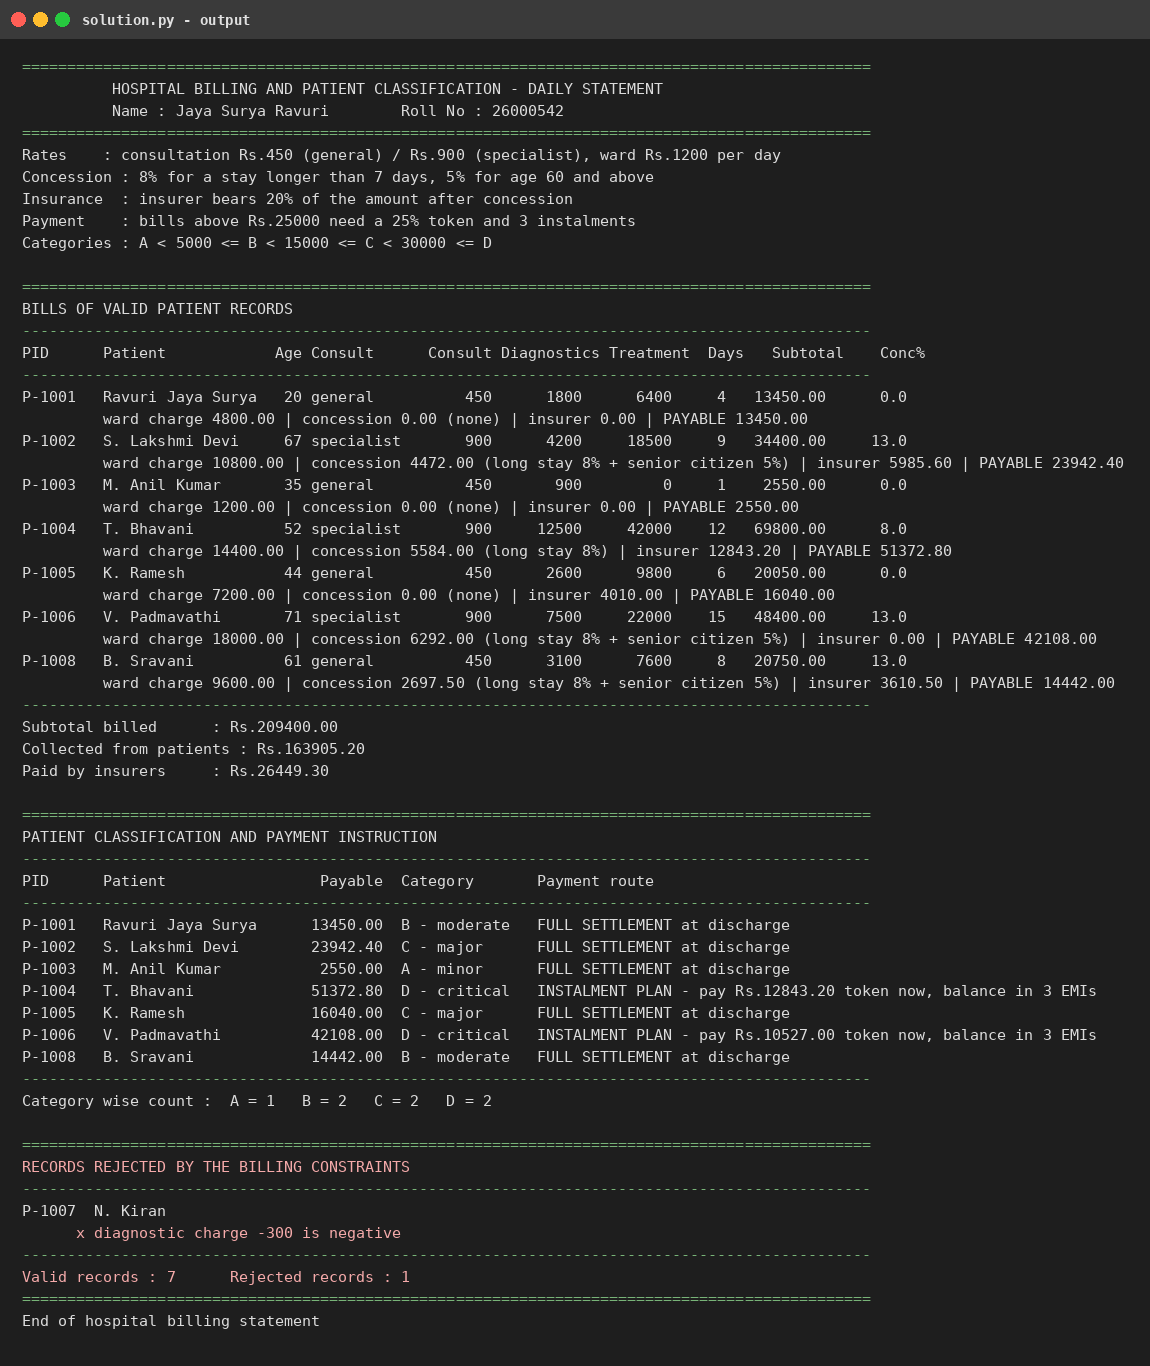 solution.py - output
==============================================================================================
          HOSPITAL BILLING AND PATIENT CLASSIFICATION - DAILY STATEMENT
          Name : Jaya Surya Ravuri        Roll No : 26000542
==============================================================================================
Rates    : consultation Rs.450 (general) / Rs.900 (specialist), ward Rs.1200 per day
Concession : 8% for a stay longer than 7 days, 5% for age 60 and above
Insurance  : insurer bears 20% of the amount after concession
Payment    : bills above Rs.25000 need a 25% token and 3 instalments
Categories : A < 5000 <= B < 15000 <= C < 30000 <= D

==============================================================================================
BILLS OF VALID PATIENT RECORDS
----------------------------------------------------------------------------------------------
PID      Patient            Age Consult      Consult Diagnostics Treatment  Days   Subtotal    Conc%
----------------------------------------------------------------------------------------------
P-1001   Ravuri Jaya Surya   20 general          450      1800      6400     4   13450.00      0.0
         ward charge 4800.00 | concession 0.00 (none) | insurer 0.00 | PAYABLE 13450.00
P-1002   S. Lakshmi Devi     67 specialist       900      4200     18500     9   34400.00     13.0
         ward charge 10800.00 | concession 4472.00 (long stay 8% + senior citizen 5%) | insurer 5985.60 | PAYABLE 23942.40
P-1003   M. Anil Kumar       35 general          450       900         0     1    2550.00      0.0
         ward charge 1200.00 | concession 0.00 (none) | insurer 0.00 | PAYABLE 2550.00
P-1004   T. Bhavani          52 specialist       900     12500     42000    12   69800.00      8.0
         ward charge 14400.00 | concession 5584.00 (long stay 8%) | insurer 12843.20 | PAYABLE 51372.80
P-1005   K. Ramesh           44 general          450      2600      9800     6   20050.00      0.0
         ward charge 7200.00 | concession 0.00 (none) | insurer 4010.00 | PAYABLE 16040.00
P-1006   V. Padmavathi       71 specialist       900      7500     22000    15   48400.00     13.0
         ward charge 18000.00 | concession 6292.00 (long stay 8% + senior citizen 5%) | insurer 0.00 | PAYABLE 42108.00
P-1008   B. Sravani          61 general          450      3100      7600     8   20750.00     13.0
         ward charge 9600.00 | concession 2697.50 (long stay 8% + senior citizen 5%) | insurer 3610.50 | PAYABLE 14442.00
----------------------------------------------------------------------------------------------
Subtotal billed      : Rs.209400.00
Collected from patients : Rs.163905.20
Paid by insurers     : Rs.26449.30

==============================================================================================
PATIENT CLASSIFICATION AND PAYMENT INSTRUCTION
----------------------------------------------------------------------------------------------
PID      Patient                 Payable  Category       Payment route
----------------------------------------------------------------------------------------------
P-1001   Ravuri Jaya Surya      13450.00  B - moderate   FULL SETTLEMENT at discharge
P-1002   S. Lakshmi Devi        23942.40  C - major      FULL SETTLEMENT at discharge
P-1003   M. Anil Kumar           2550.00  A - minor      FULL SETTLEMENT at discharge
P-1004   T. Bhavani             51372.80  D - critical   INSTALMENT PLAN - pay Rs.12843.20 token now, balance in 3 EMIs
P-1005   K. Ramesh              16040.00  C - major      FULL SETTLEMENT at discharge
P-1006   V. Padmavathi          42108.00  D - critical   INSTALMENT PLAN - pay Rs.10527.00 token now, balance in 3 EMIs
P-1008   B. Sravani             14442.00  B - moderate   FULL SETTLEMENT at discharge
----------------------------------------------------------------------------------------------
Category wise count :  A = 1   B = 2   C = 2   D = 2

==============================================================================================
RECORDS REJECTED BY THE BILLING CONSTRAINTS
----------------------------------------------------------------------------------------------
P-1007  N. Kiran
      x diagnostic charge -300 is negative
----------------------------------------------------------------------------------------------
Valid records : 7      Rejected records : 1
==============================================================================================
End of hospital billing statement